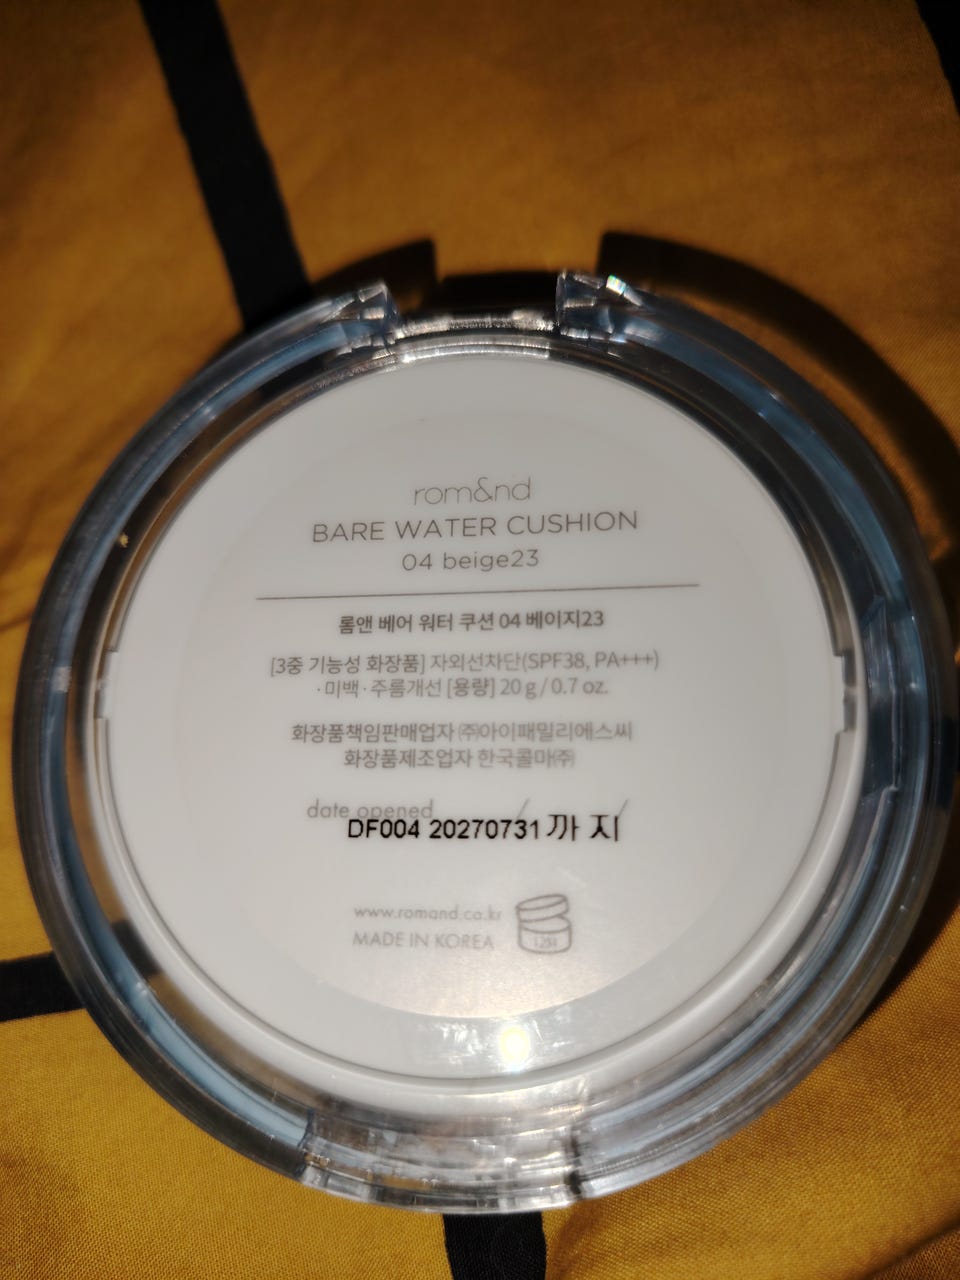 rom&nd
BARE WATER CUSHION
04 beige23
롬앤 베어 워터 쿠션 04 베이지23
[3중 기능성 화장품] 자외선차단(SPF38, PA+++)
·미백·주름개선 [용량] 20 g / 0.7 oz.
화장품책임판매업자 ㈜아이패밀리에스씨
화장품제조업자 한국콜마㈜
date opened / /
DF004 20270731 까지
www.romand.co.kr
MADE IN KOREA
12M